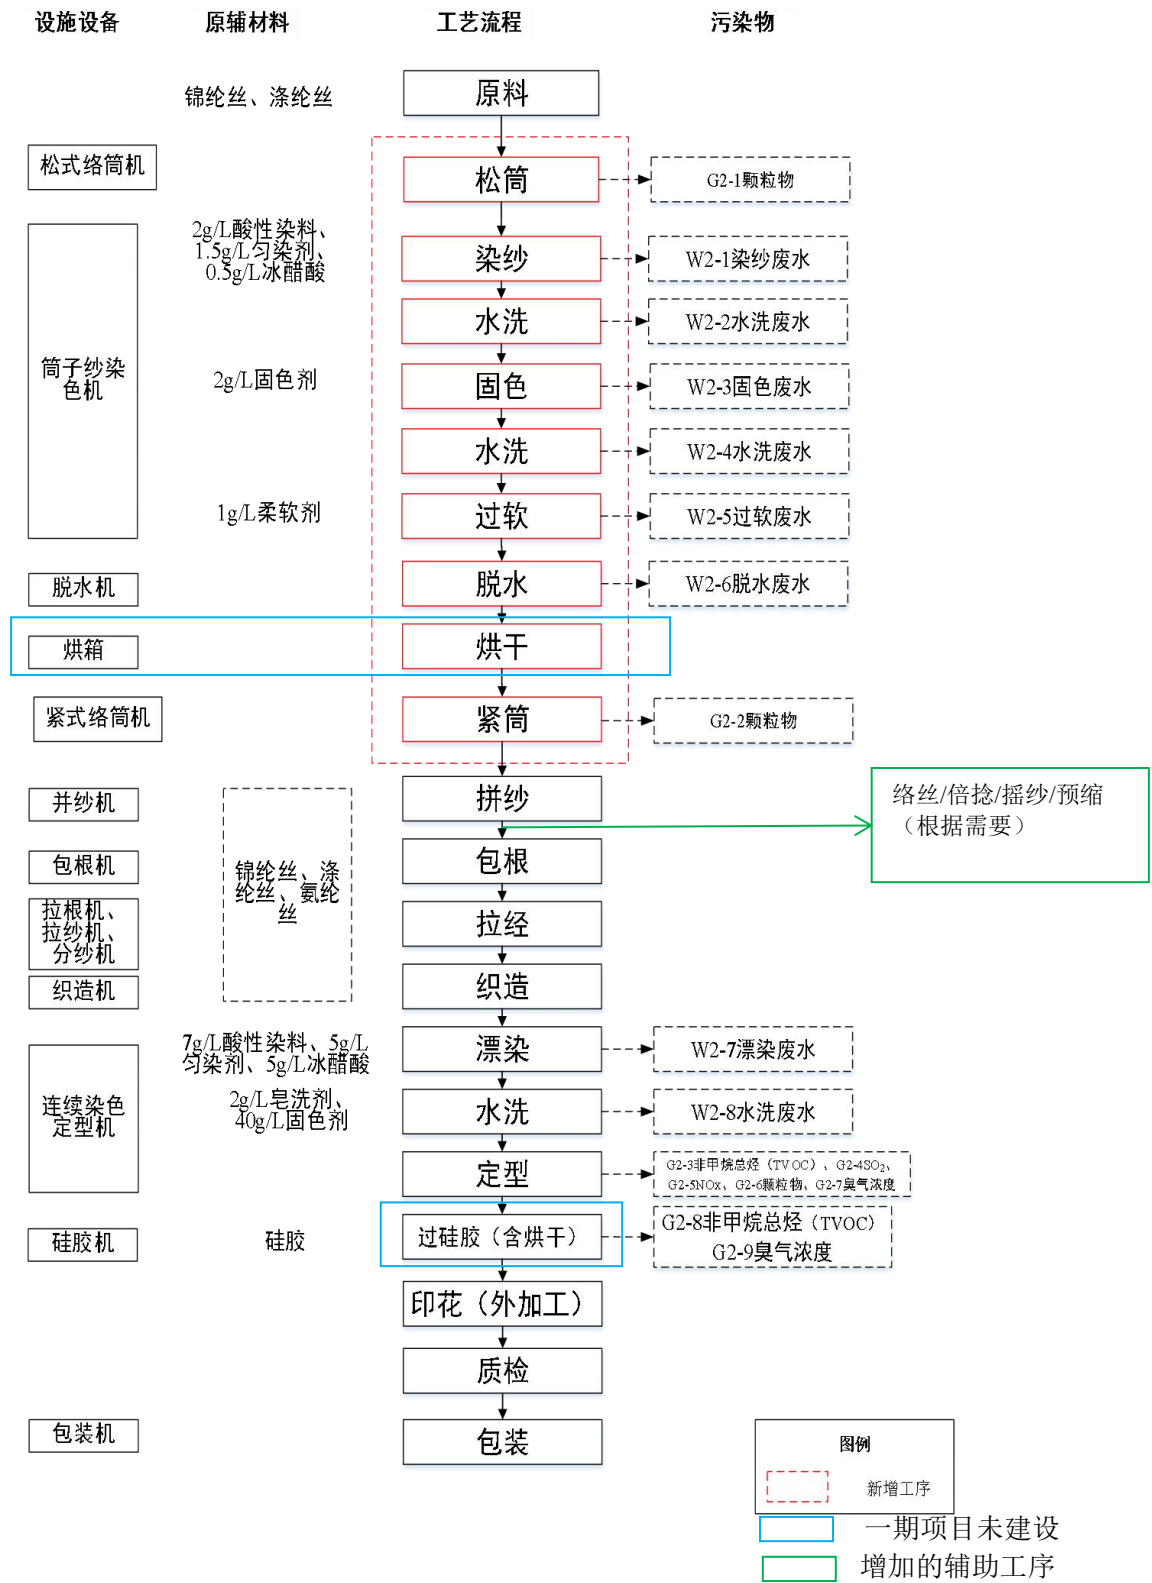 设施设备 原辅材料 工艺流程 污染物
锦纶丝、涤纶丝 原料
松式络筒机 松筒 G2-1颗粒物
2g/L酸性染料、
1.5g/L匀染剂、
0.5g/L冰醋酸
染纱 W2-1染纱废水
水洗 W2-2水洗废水
筒子纱染
色机
2g/L固色剂 固色 W2-3固色废水
水洗 W2-4水洗废水
1g/L柔软剂 过软 W2-5过软废水
脱水机 脱水 W2-6脱水废水
烘箱 烘干
紧式络筒机 紧筒 G2-2颗粒物
并纱机 拼纱
络丝/倍捻/摇纱/预缩
（根据需要）
包根机 包根
锦纶丝、涤
纶丝、氨纶
丝
拉根机、
拉纱机、
分纱机
拉经
织造机 织造
7g/L酸性染料、5g/L
匀染剂、5g/L冰醋酸
漂染 W2-7漂染废水
连续染色
定型机
2g/L皂洗剂、
40g/L固色剂
水洗 W2-8水洗废水
定型
G2-3非甲烷总烃（TVOC）、G2-4SO₂、
G2-5NOx、G2-6颗粒物、G2-7臭气浓度
硅胶机 硅胶 过硅胶（含烘干）
G2-8非甲烷总烃（TVOC）
G2-9臭气浓度
印花（外加工）
质检
包装机 包装
图例
新增工序
一期项目未建设
增加的辅助工序